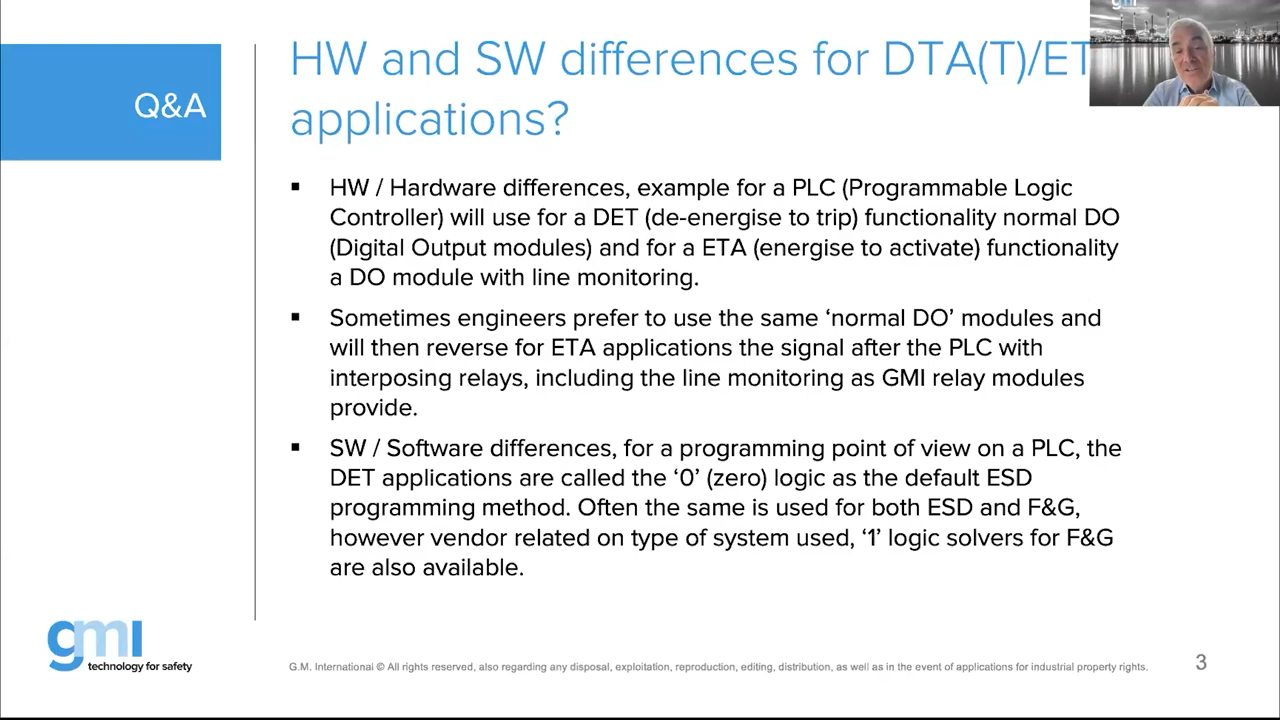 gmi
HW and SW differences for DTA(T)/ET
applications?
Q&A
▪ HW / Hardware differences, example for a PLC (Programmable Logic
Controller) will use for a DET (de-energise to trip) functionality normal DO
(Digital Output modules) and for a ETA (energise to activate) functionality
a DO module with line monitoring.
▪ Sometimes engineers prefer to use the same ‘normal DO’ modules and
will then reverse for ETA applications the signal after the PLC with
interposing relays, including the line monitoring as GMI relay modules
provide.
▪ SW / Software differences, for a programming point of view on a PLC, the
DET applications are called the ‘0’ (zero) logic as the default ESD
programming method. Often the same is used for both ESD and F&G,
however vendor related on type of system used, ‘1’ logic solvers for F&G
are also available.
gmi
technology for safety
G.M. International © All rights reserved, also regarding any disposal, exploitation, reproduction, editing, distribution, as well as in the event of applications for industrial property rights.
3